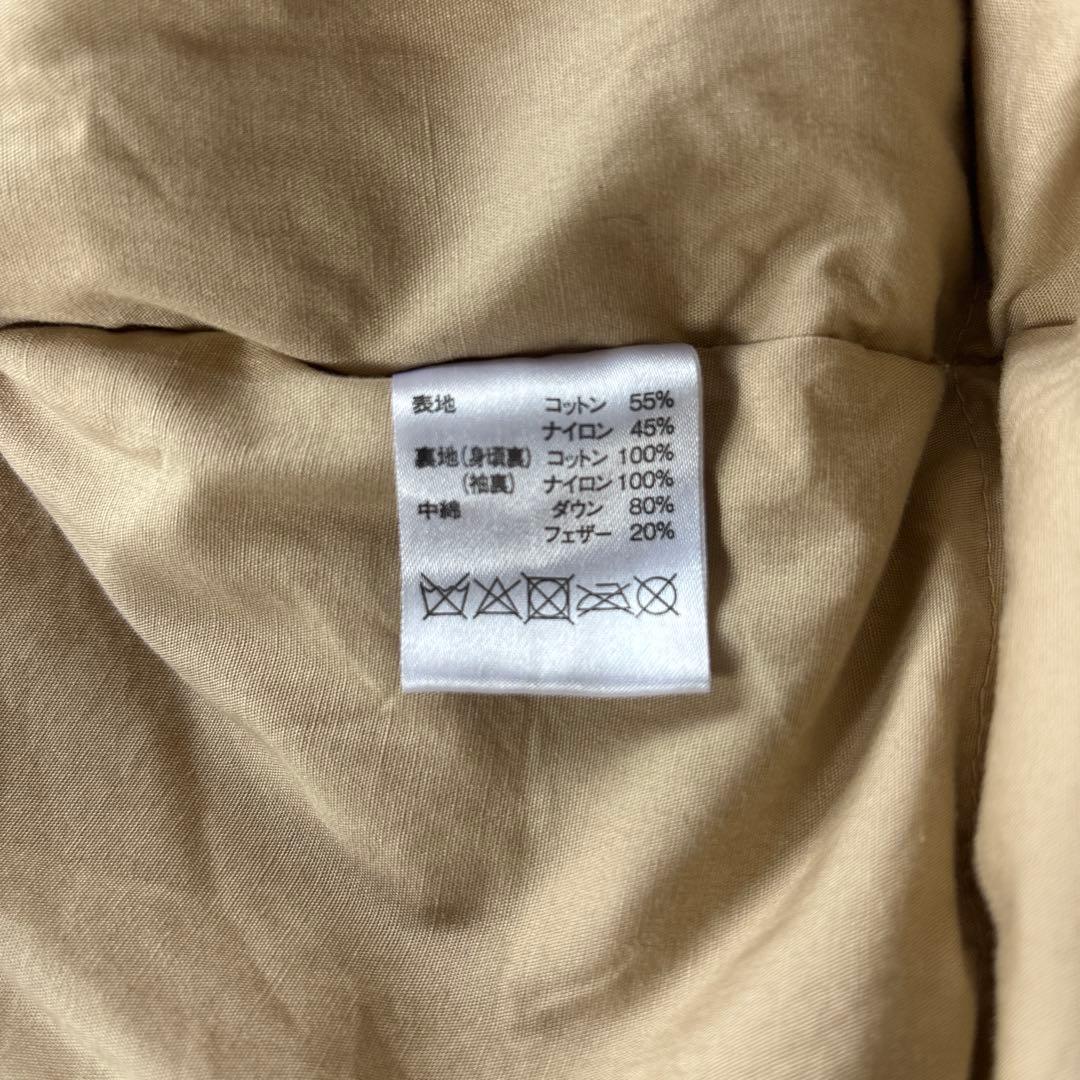 表地 コットン 55%
ナイロン 45%
裏地(身頃裏) コットン 100%
(袖裏) ナイロン 100%
中綿 ダウン 80%
フェザー 20%